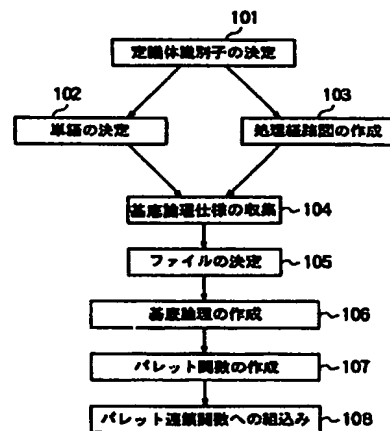 101
定義体識別子の決定
102
単語の決定
103
処理経路図の作成
基底論理仕様の収集
104
ファイルの決定
105
基底論理の作成
106
パレット関数の作成
107
パレット連鎖関数への組込み
108